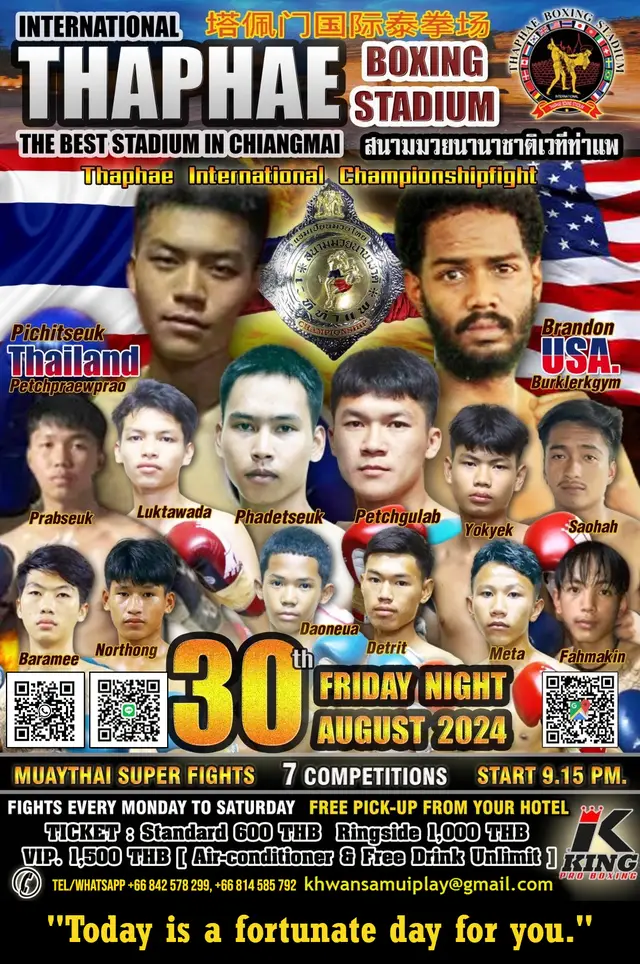 INTERNATIONAL
塔佩门国际泰拳场
THAPHAE
BOXING
STADIUM
THE BEST STADIUM IN CHIANGMAI
สนามมวยนานาชาติเวทีท่าแพ
THAPHAE BOXING STADIUM
Thaphae International Championshipfight
CHAMPIONSHIP
Pichitseuk
Thailand
Petchpraewprao
Brandon
USA.
Burklerkgym
Prabseuk
Luktawada
Phadetseuk
Petchgulab
Yokyek
Saohah
Baramee
Northong
Daoneua
Detrit
Meta
Fahmakin
30th
FRIDAY NIGHT
AUGUST 2024
MUAYTHAI SUPER FIGHTS 7 COMPETITIONS START 9.15 PM.
FIGHTS EVERY MONDAY TO SATURDAY FREE PICK-UP FROM YOUR HOTEL
TICKET : Standard 600 THB Ringside 1,000 THB
VIP. 1,500 THB [ Air-conditioner & Free Drink Unlimit ]
K
KING
PRO BOXING
TEL/WHATSAPP +66 842 578 299, +66 814 585 792 khwansamuiplay@gmail.com
"Today is a fortunate day for you."